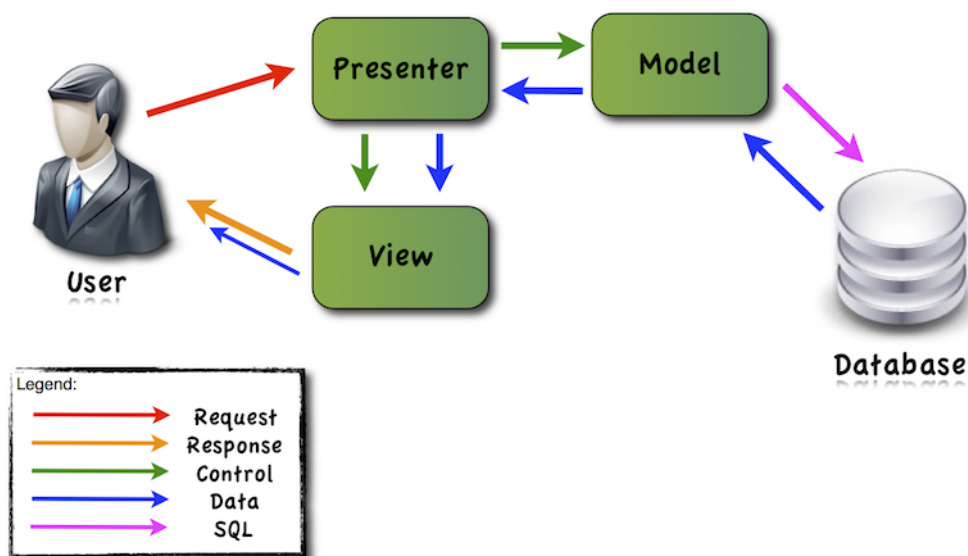 Presenter
Model
View
User
Database
Legend:
Request
Response
Control
Data
SQL